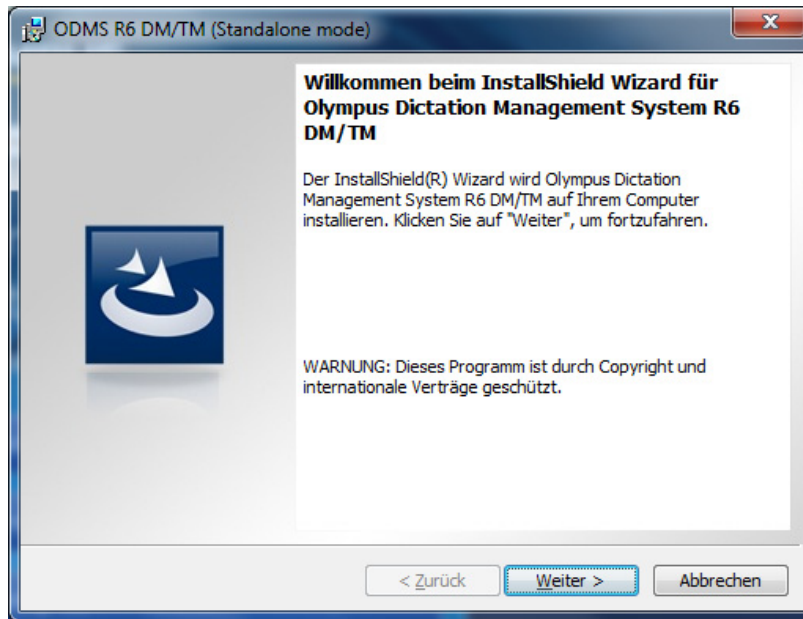 ODMS R6 DM/TM (Standalone mode)
Willkommen beim InstallShield Wizard für
Olympus Dictation Management System R6
DM/TM
Der InstallShield(R) Wizard wird Olympus Dictation
Management System R6 DM/TM auf Ihrem Computer
installieren. Klicken Sie auf "Weiter", um fortzufahren.
WARNUNG: Dieses Programm ist durch Copyright und
internationale Verträge geschützt.
< Zurück Weiter > Abbrechen